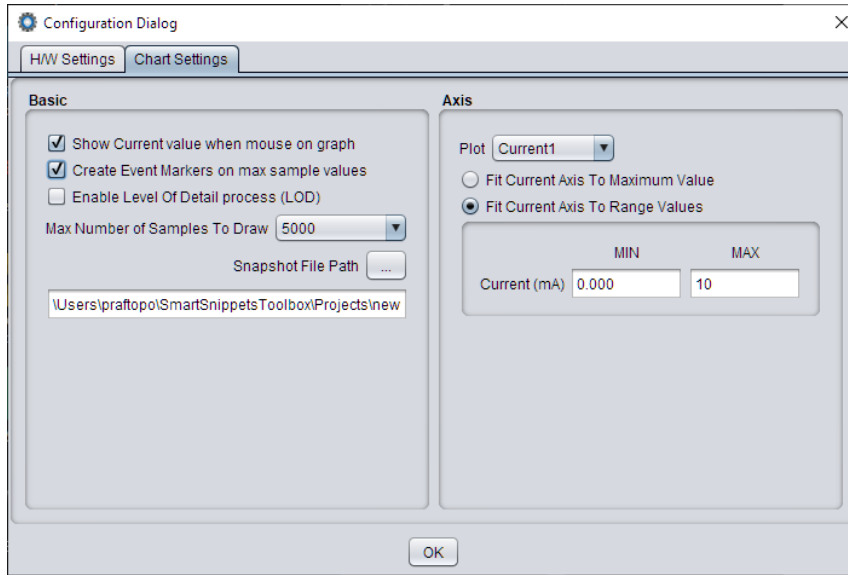 Configuration Dialog
H/W Settings
Chart Settings
Basic
Show Current value when mouse on graph
Create Event Markers on max sample values
Enable Level Of Detail process (LOD)
Max Number of Samples To Draw 5000
Snapshot File Path ...
\Users\praftopo\SmartSnippetsToolbox\Projects\new
Axis
Plot Current1
Fit Current Axis To Maximum Value
Fit Current Axis To Range Values
MIN MAX
Current (mA) 0.000 10
OK